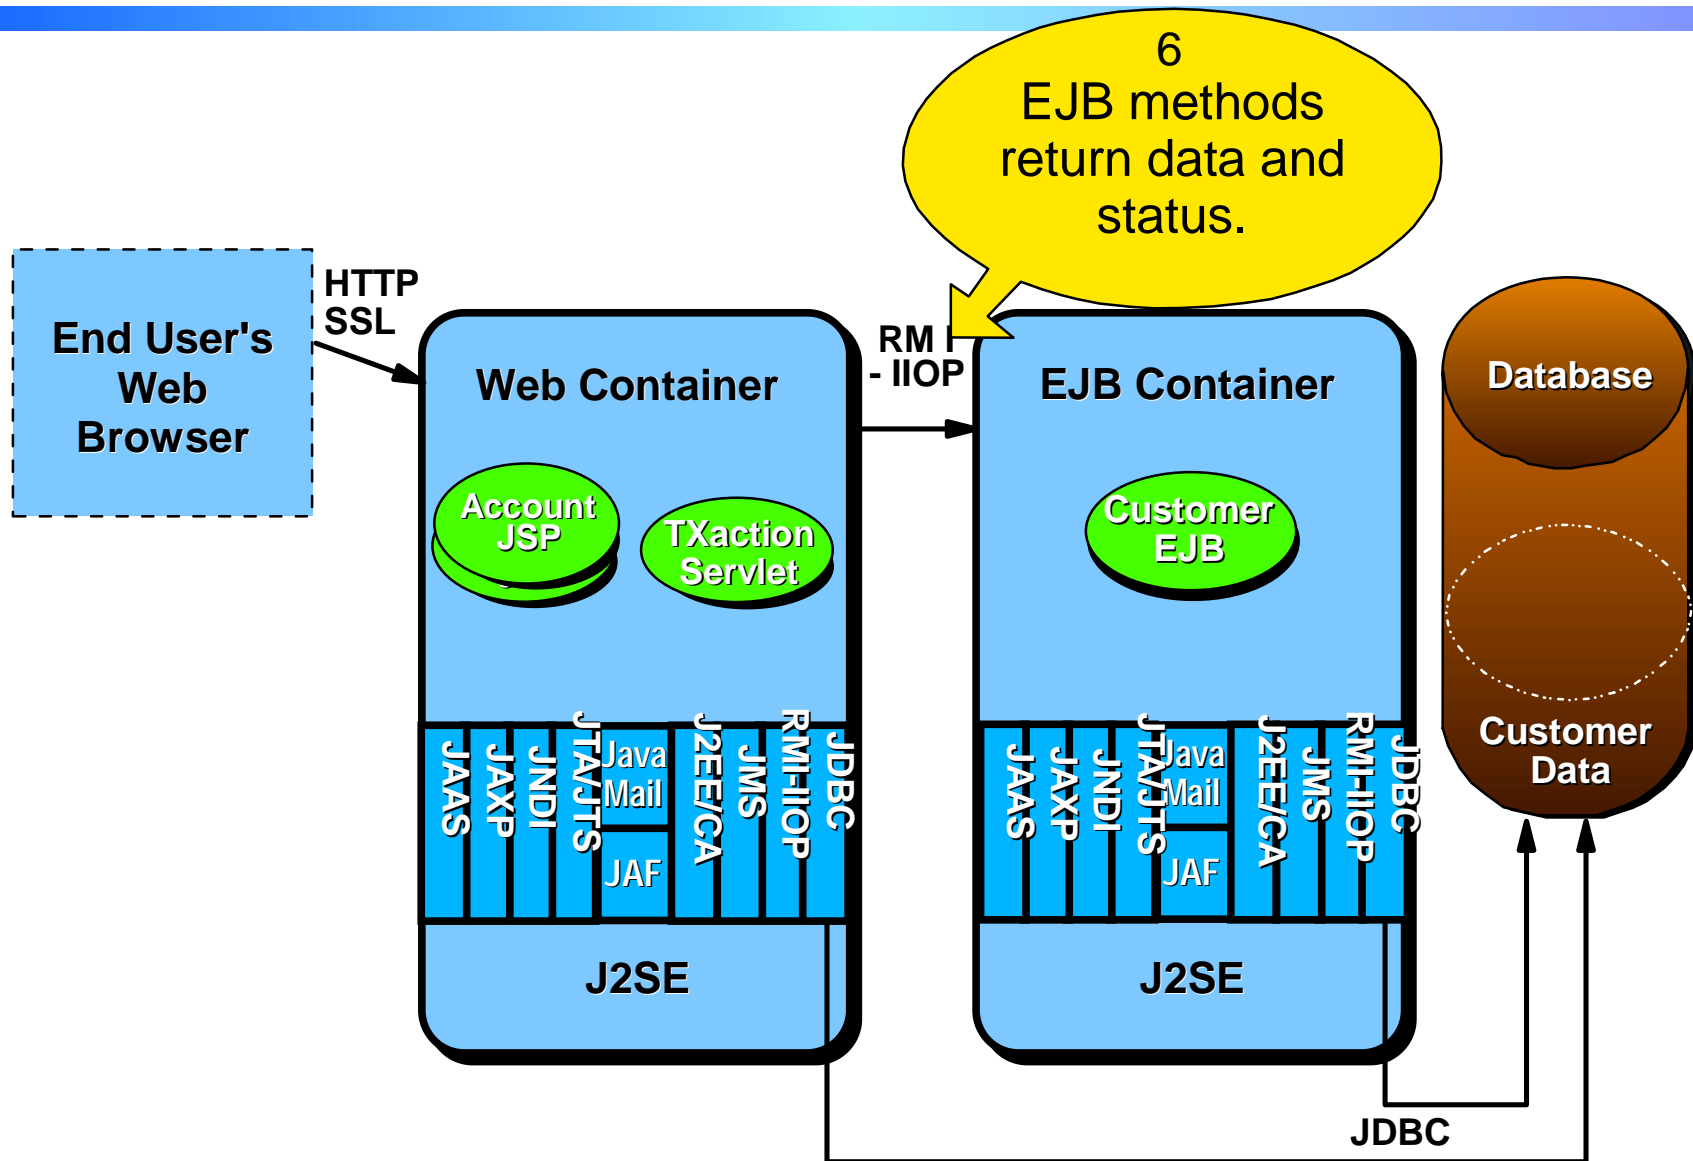 6
EJB methods
return data and
status.
HTTP
SSL
End User's
Web
Browser
Web Container
RM I
- IIOP
EJB Container
Database
Account
JSP
TXaction
Servlet
Customer
EJB
Customer
Data
JAAS
JAXP
JNDI
JTA/JTS
Java
Mail
JAF
J2EE/CA
JMS
RMI-IIOP
JDBC
JAAS
JAXP
JNDI
JTA/JTS
Java
Mail
JAF
J2EE/CA
JMS
RMI-IIOP
JDBC
J2SE
J2SE
JDBC